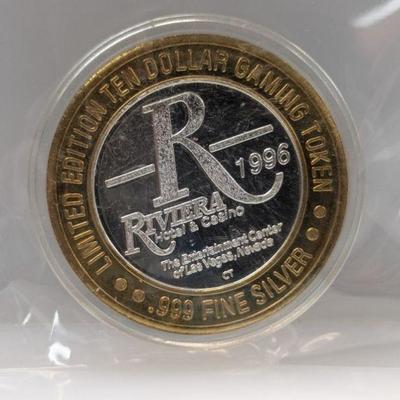 LIMITED EDITION TEN DOLLAR GAMING TOKEN
R
1996
RIVIERA
Hotel & Casino
The Entertainment Center
of Las Vegas, Nevada
CT
.999 FINE SILVER